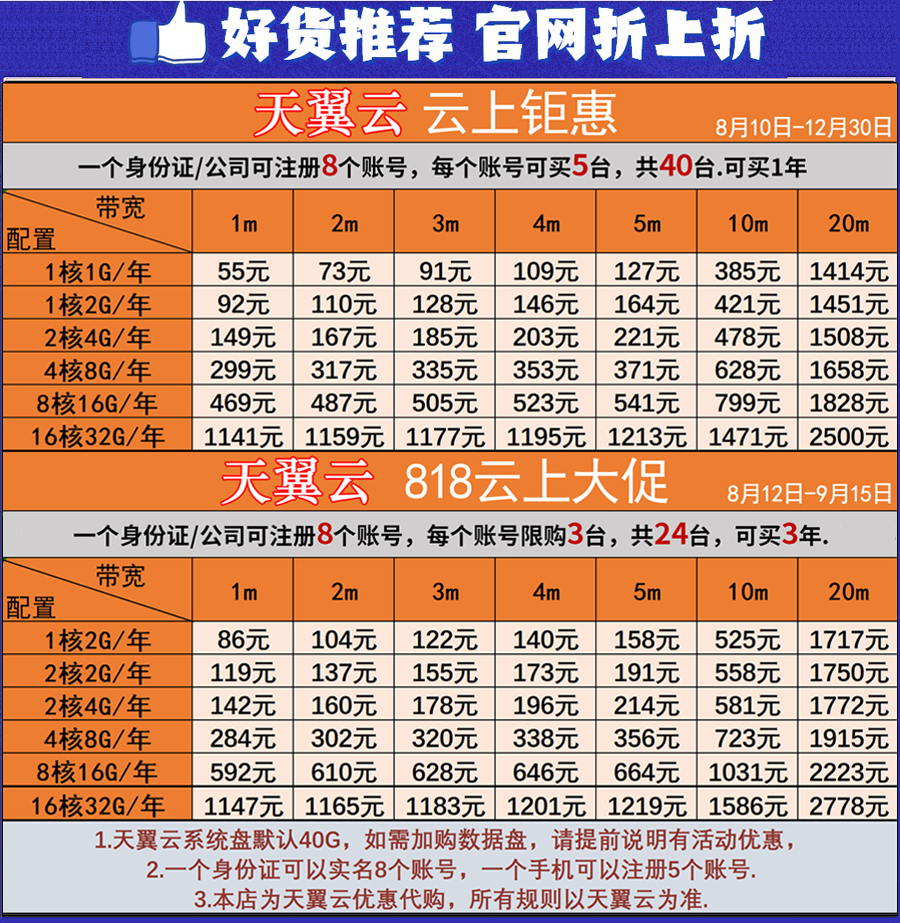 好货推荐 官网折上折
天翼云 云上钜惠 8月10日-12月30日
一个身份证/公司可注册8个账号，每个账号可买5台，共40台.可买1年
带宽 配置 1m 2m 3m 4m 5m 10m 20m
1核1G/年 55元 73元 91元 109元 127元 385元 1414元
1核2G/年 92元 110元 128元 146元 164元 421元 1451元
2核4G/年 149元 167元 185元 203元 221元 478元 1508元
4核8G/年 299元 317元 335元 353元 371元 628元 1658元
8核16G/年 469元 487元 505元 523元 541元 799元 1828元
16核32G/年 1141元 1159元 1177元 1195元 1213元 1471元 2500元
天翼云 818云上大促 8月12日-9月15日
一个身份证/公司可注册8个账号，每个账号限购3台，共24台，可买3年.
带宽 配置 1m 2m 3m 4m 5m 10m 20m
1核2G/年 86元 104元 122元 140元 158元 525元 1717元
2核2G/年 119元 137元 155元 173元 191元 558元 1750元
2核4G/年 142元 160元 178元 196元 214元 581元 1772元
4核8G/年 284元 302元 320元 338元 356元 723元 1915元
8核16G/年 592元 610元 628元 646元 664元 1031元 2223元
16核32G/年 1147元 1165元 1183元 1201元 1219元 1586元 2778元
1.天翼云系统盘默认40G，如需加购数据盘，请提前说明有活动优惠，
2.一个身份证可以实名8个账号，一个手机可以注册5个账号.
3.本店为天翼云优惠代购，所有规则以天翼云为准.